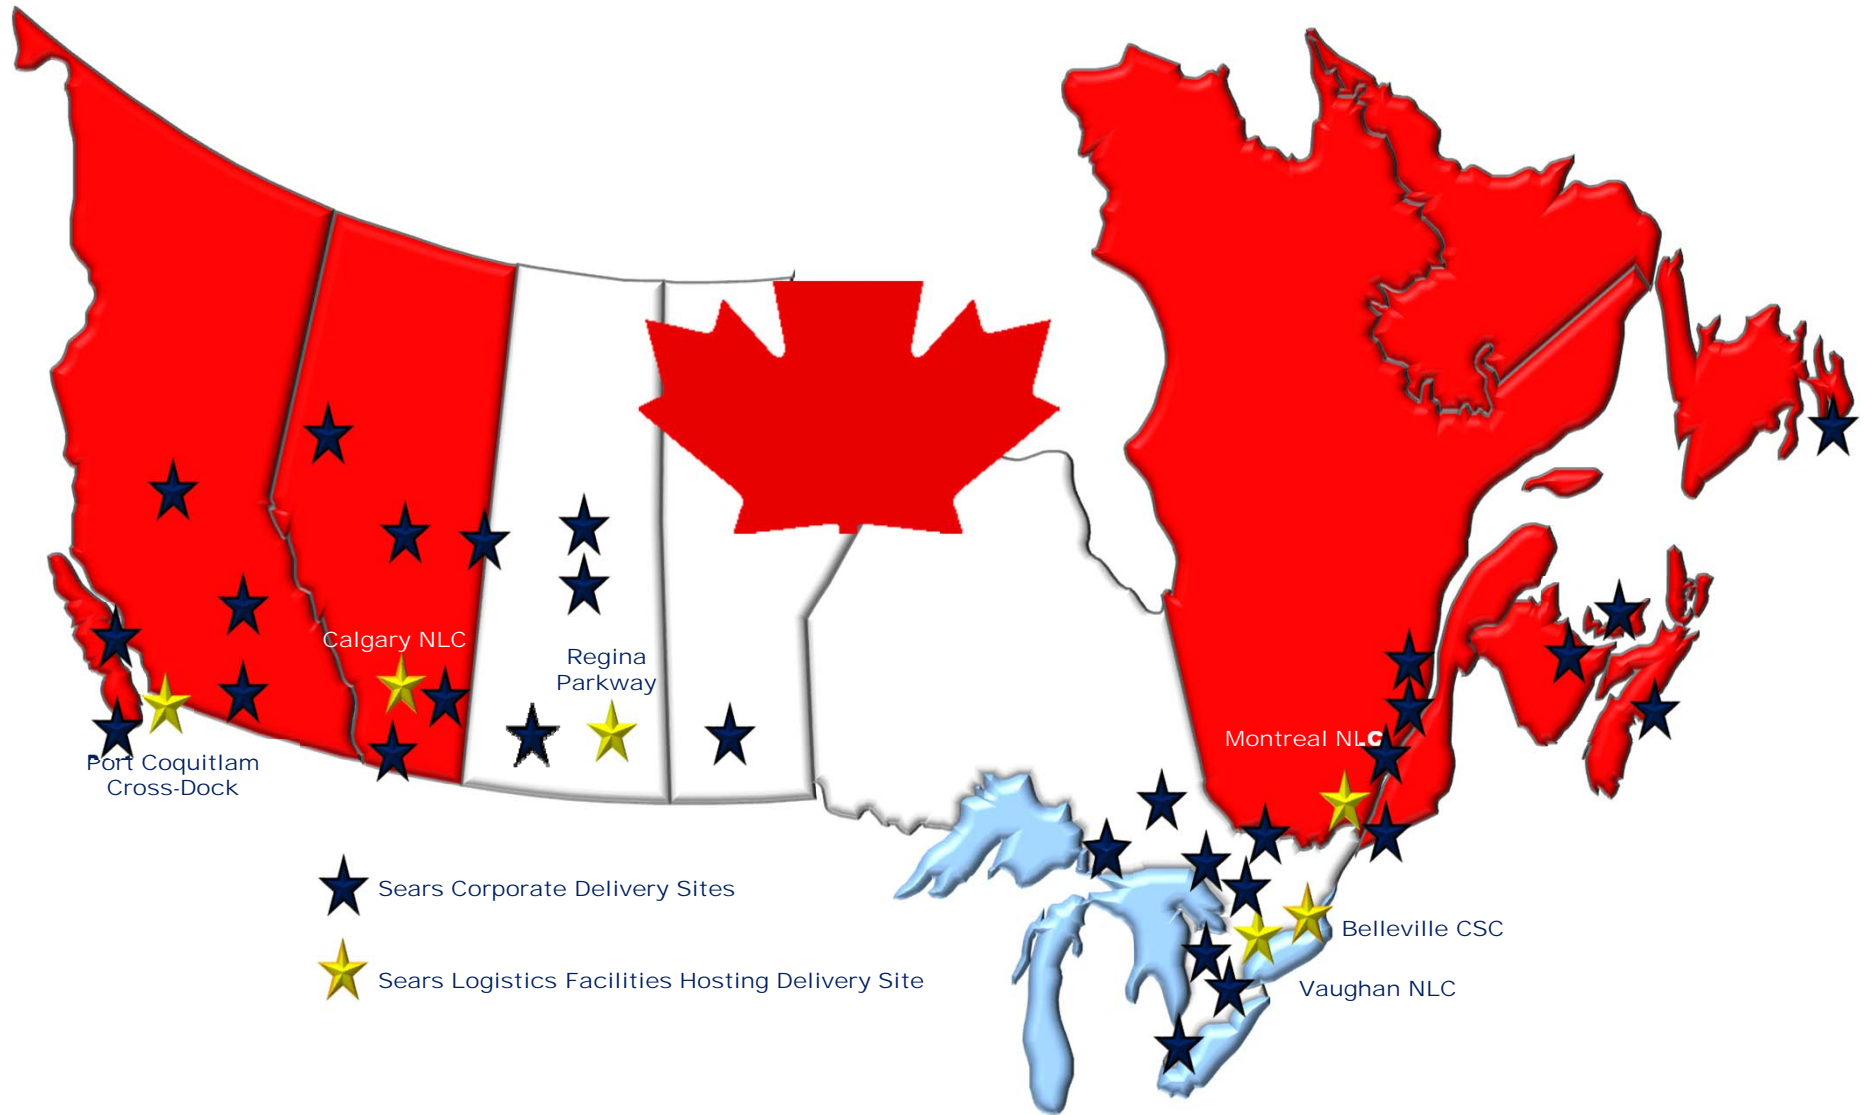 Calgary NLC
Regina
Parkway
Port Coquitlam
Cross-Dock
Montreal NLC
Sears Corporate Delivery Sites
Belleville CSC
Sears Logistics Facilities Hosting Delivery Site
Vaughan NLC